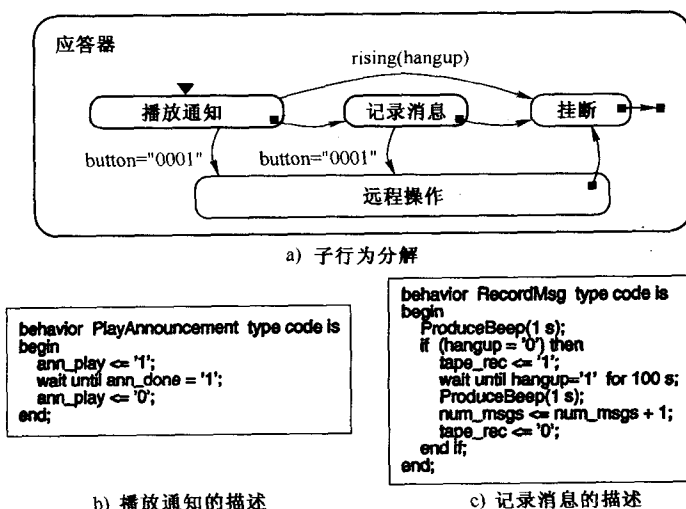 应答器
rising(hangup)
播放通知
记录消息
挂断
button="0001"
button="0001"
远程操作
a) 子行为分解
behavior PlayAnnouncement type code is
begin
ann_play <= '1';
wait until ann_done = '1';
ann_play <= '0';
end;
b) 播放通知的描述
behavior RecordMsg type code is
begin
ProduceBeep(1 s);
if (hangup = '0') then
tape_rec <= '1';
wait until hangup='1' for 100 s;
ProduceBeep(1 s);
num_msgs <= num_msgs + 1;
tape_rec <= '0';
end if;
end;
c) 记录消息的描述